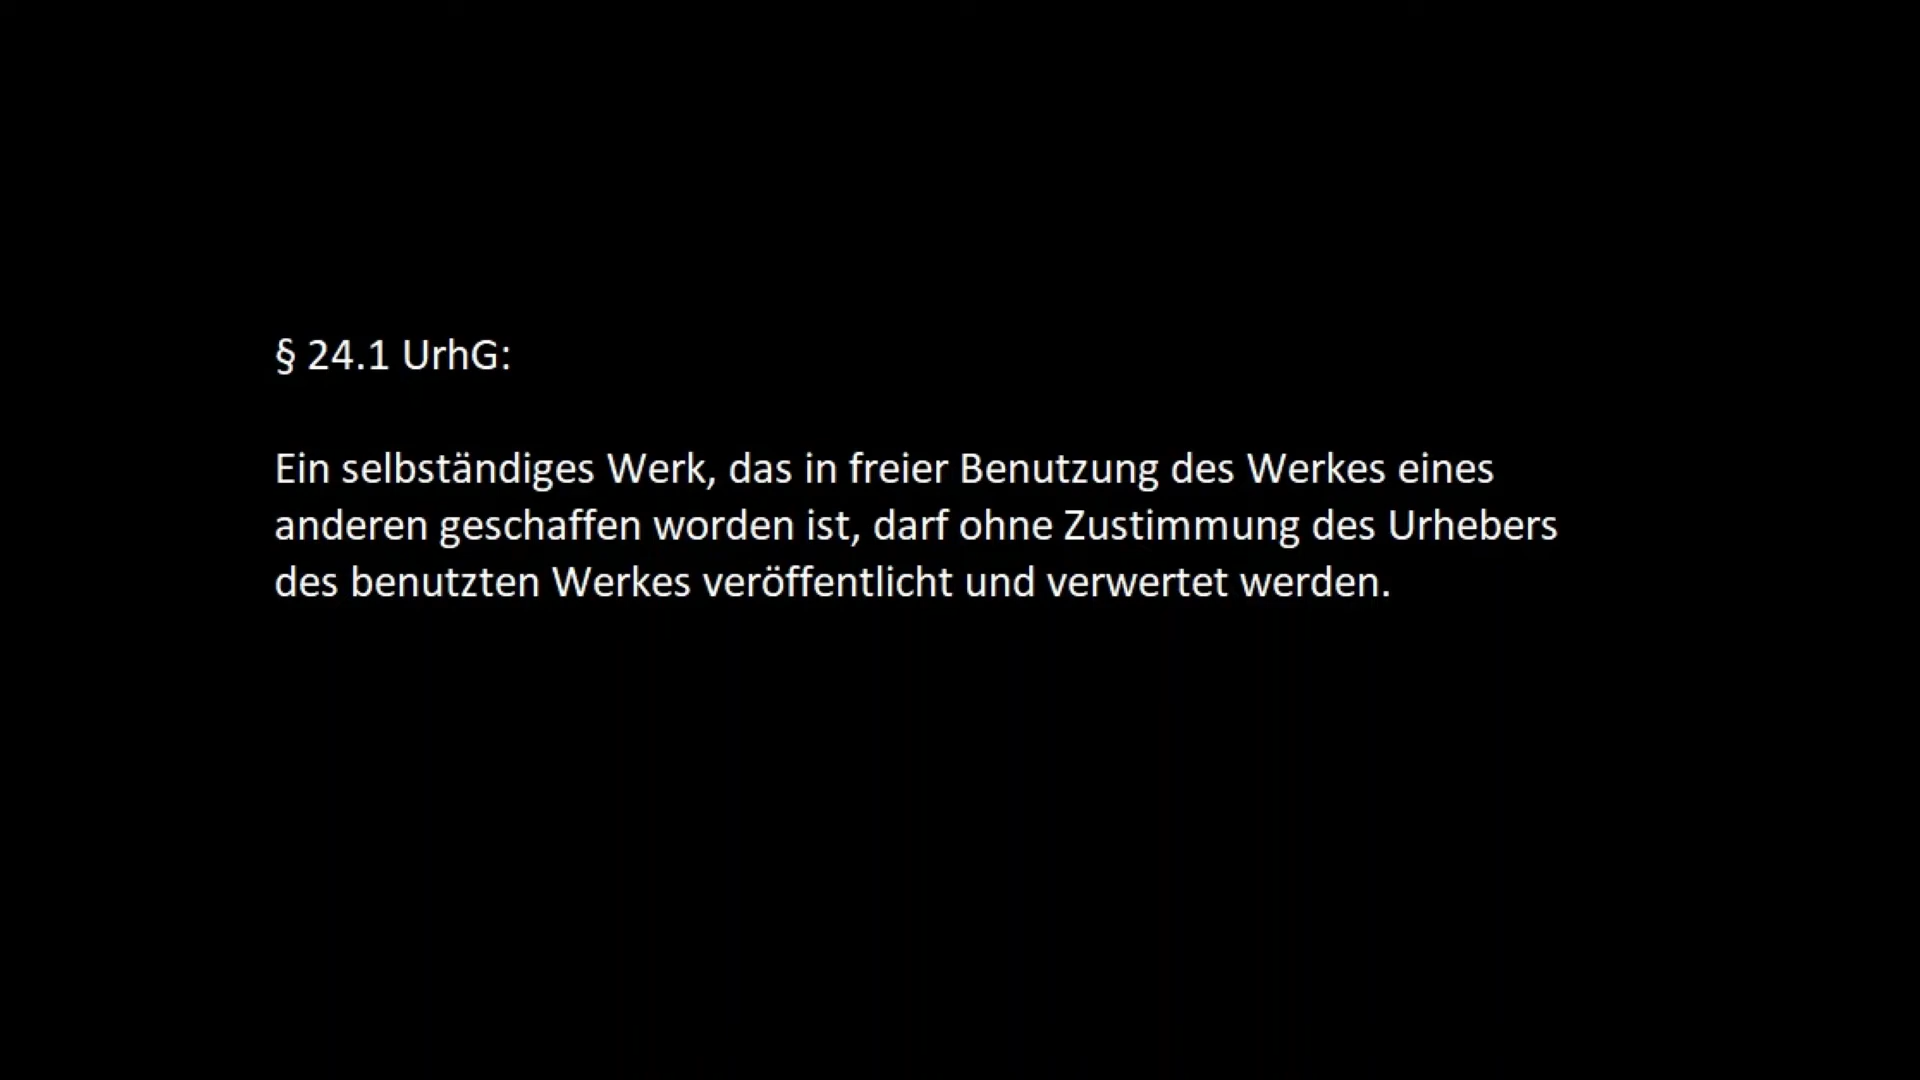 § 24.1 UrhG:
Ein selbständiges Werk, das in freier Benutzung des Werkes eines
anderen geschaffen worden ist, darf ohne Zustimmung des Urhebers
des benutzten Werkes veröffentlicht und verwertet werden.